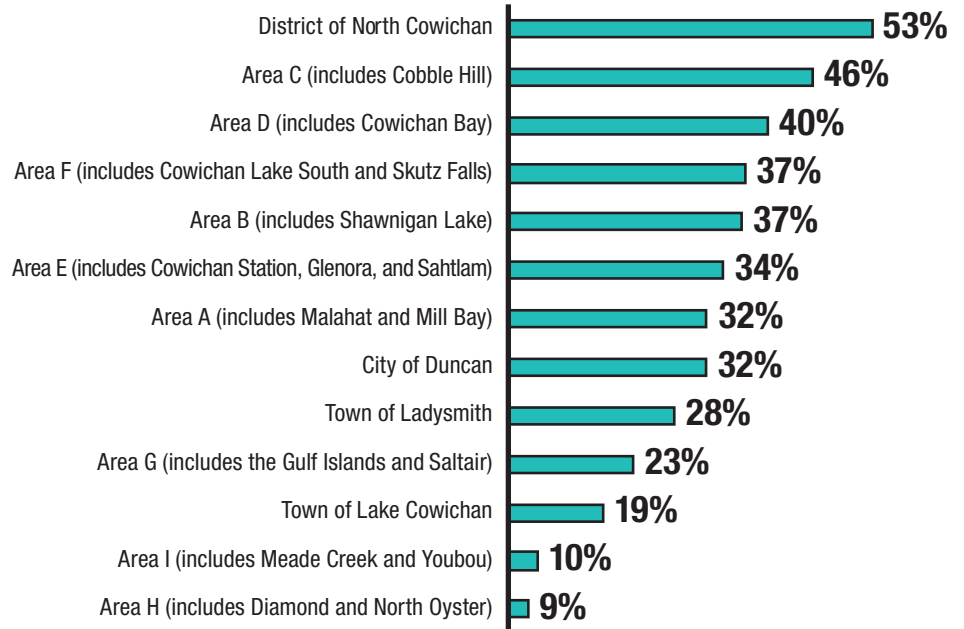 District of North Cowichan 53%
Area C (includes Cobble Hill) 46%
Area D (includes Cowichan Bay) 40%
Area F (includes Cowichan Lake South and Skutz Falls) 37%
Area B (includes Shawnigan Lake) 37%
Area E (includes Cowichan Station, Glenora, and Sahtlam) 34%
Area A (includes Malahat and Mill Bay) 32%
City of Duncan 32%
Town of Ladysmith 28%
Area G (includes the Gulf Islands and Saltair) 23%
Town of Lake Cowichan 19%
Area I (includes Meade Creek and Youbou) 10%
Area H (includes Diamond and North Oyster) 9%